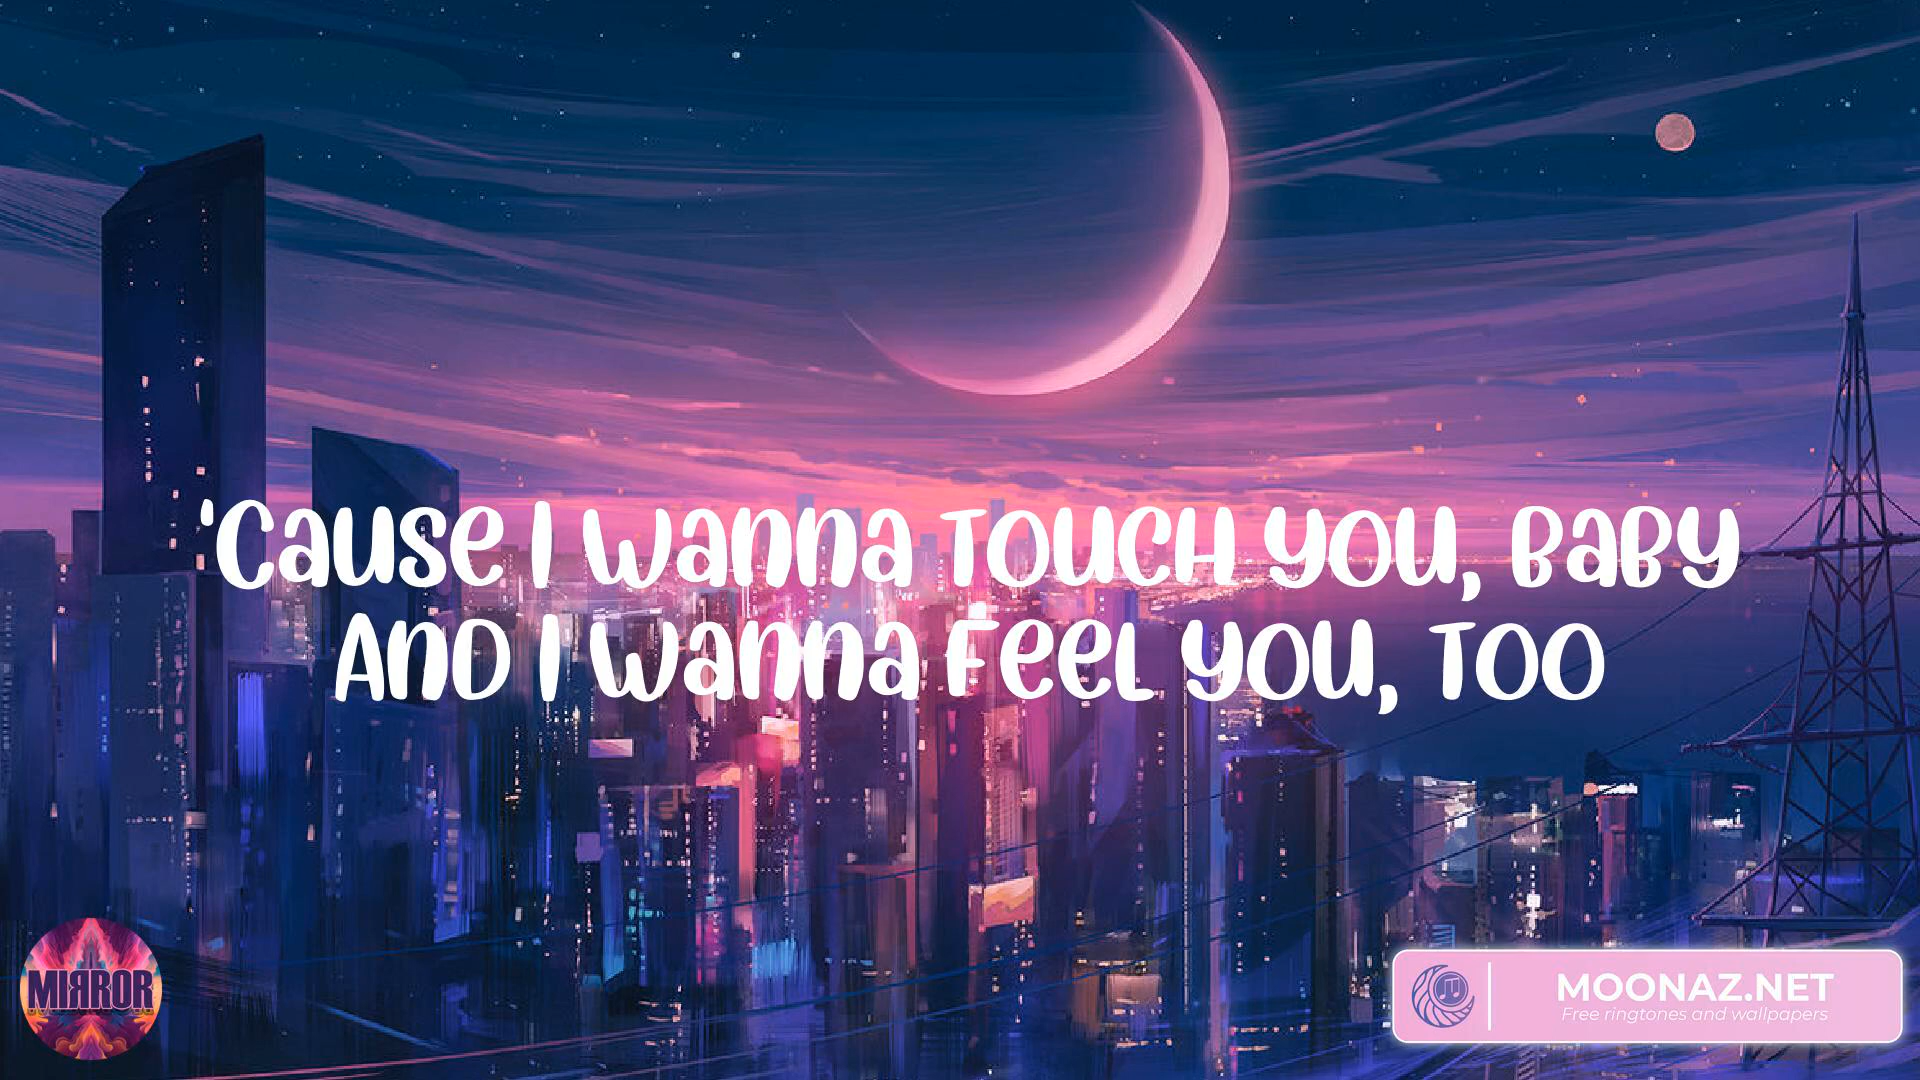 'Cause I wanna touch you, baby
And I wanna feel you, too
MIRROR
MOONAZ.NET
Free ringtones and wallpapers